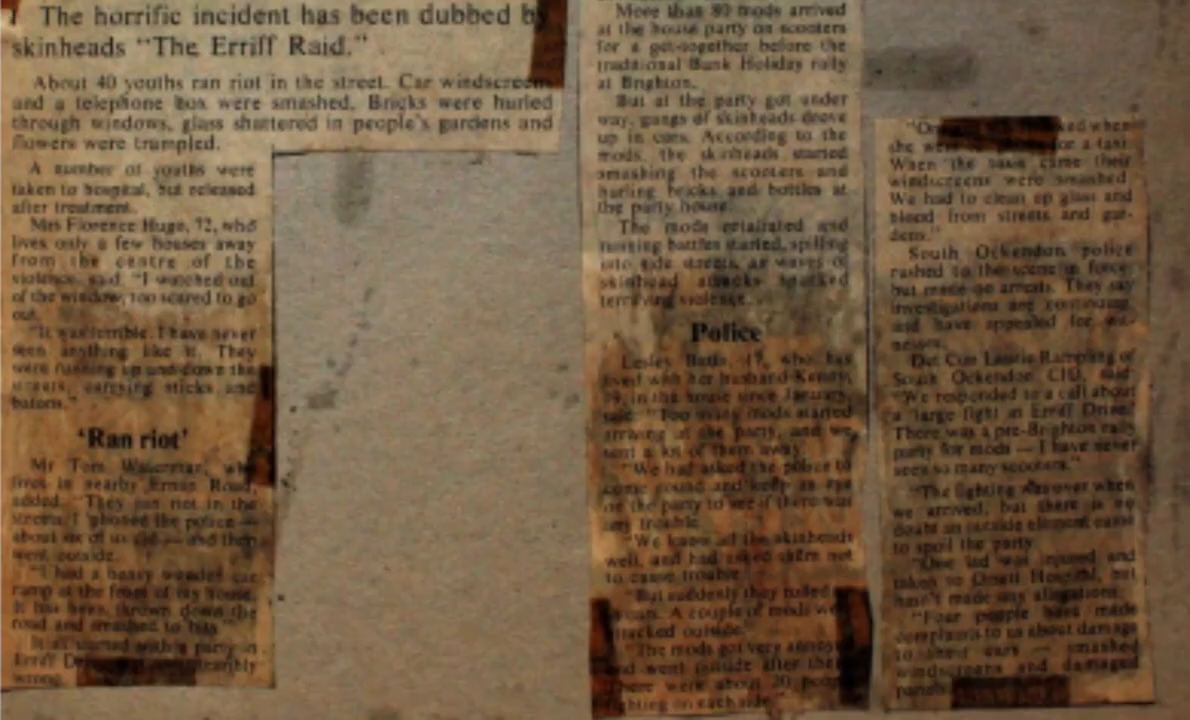 The horrific incident has been dubbed by
skinheads "The Erriff Raid."
About 40 youths ran riot in the street. Car windscreens
and a telephone box were smashed. Bricks were hurled
through windows, glass shattered in people's gardens and
flowers were trampled.
A number of youths were
taken to hospital, but released
after treatment.
Mrs Florence Hugo, 72, who
lives only a few houses away
from the centre of the
violence, said: "I watched out
of the window, too scared to go
out.
"It was terrible. I have never
seen anything like it. They
were running up and down the
streets, carrying sticks and
batons."
'Ran riot'
Mr Tom Waterman, who
lives in nearby Road,
added: "They ran riot in the
streets. I 'phoned the police —
about six of us did — and then
went outside.
"I had a heavy wooden car
ramp at the front of my house.
It has been thrown down the
road and smashed to bits."
It all started with a party in
Erriff
wrong.
More than 80 mods arrived
at the house party on scooters
for a get-together before the
traditional Bank Holiday rally
at Brighton.
But at the party got under
way, gangs of skinheads drove
up in cars. According to the
mods, the skinheads started
smashing the scooters and
hurling bricks and bottles at
the party house.
The mods retaliated and
running battles started, spilling
into side streets, as waves of
skinhead attacks sparked
terrifying violence.
Police
Lesley 19, who has
lived with her husband
in the house since January,
said: "Too many mods started
arriving at the party, and we
sent a lot of them away.
"We had asked the police to
come round and keep an eye
on the party to see if there was
any trouble.
"We know all the skinheads
well, and had asked them not
to cause trouble.
"But suddenly they
in cars. A couple of mods were
attacked outside."
"The mods got very annoyed
and went outside after them.
There were about 20 people
fighting on each side."
when
she went to for a taxi.
When the taxis came their
windscreens were smashed.
We had to clean up glass and
blood from streets and gar-
dens."
South Ockendon police
rushed to the scene in force,
but made no arrests. They say
investigations are continuing,
and have appealed for wit-
nesses.
Det Con Laurie Rampling of
South Ockendon CID, said:
"We responded to a call about
a 'large fight in Erriff Drive.'
There was a pre-Brighton rally
party for mods — I have never
seen so many scooters."
"The fighting was over when
we arrived, but there is no
doubt an outside element came
to spoil the party.
"One lad was injured and
taken to Orsett Hospital, but
hasn't made any allegations.
"Four people have made
complaints to us about damage
to their cars — smashed
windscreens and damaged
panels